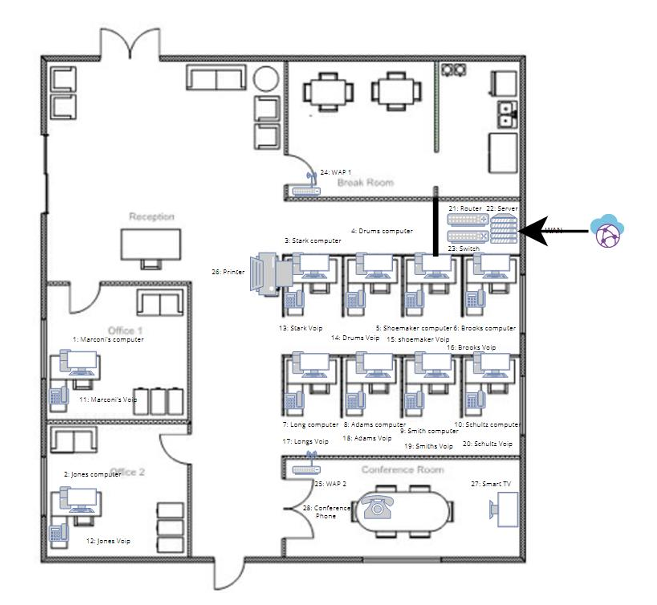 24: WAP 1
Break Room
21: Router 22: Server
Reception
4: Drums computer
WAN
3: Stark computer
23: Switch
26: Printer
13: Stark Voip
5: Shoemaker computer
6: Brooks computer
Office 1
14: Drums Voip
15: shoemaker Voip
1: Marconi's computer
16: Brooks Voip
11: Marconi's Voip
7: Long computer
8: Adams computer
10: Schultz computer
9: Smith computer
17: Longs Voip
18: Adams Voip
19: Smiths Voip
20: Schultz Voip
2: Jones computer
Office 2
Conference Room
25: WAP 2
27: Smart TV
28: Conference
Phone
12: Jones Voip